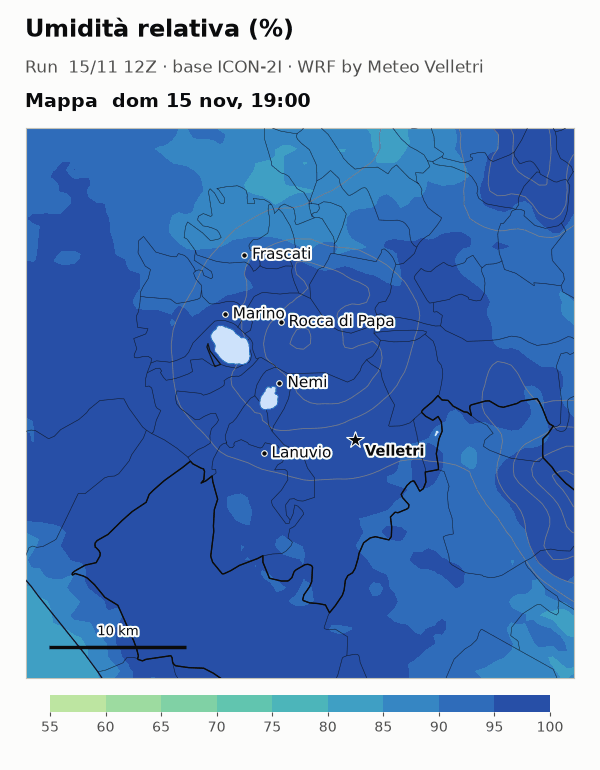 Umidità relativa (%)
Run  15/11 12Z · base ICON-2I · WRF by Meteo Velletri
Mappa  dom 15 nov, 19:00
Frascati
Marino
Rocca di Papa
Nemi
Velletri
Lanuvio
10 km
55 60 65 70 75 80 85 90 95 100